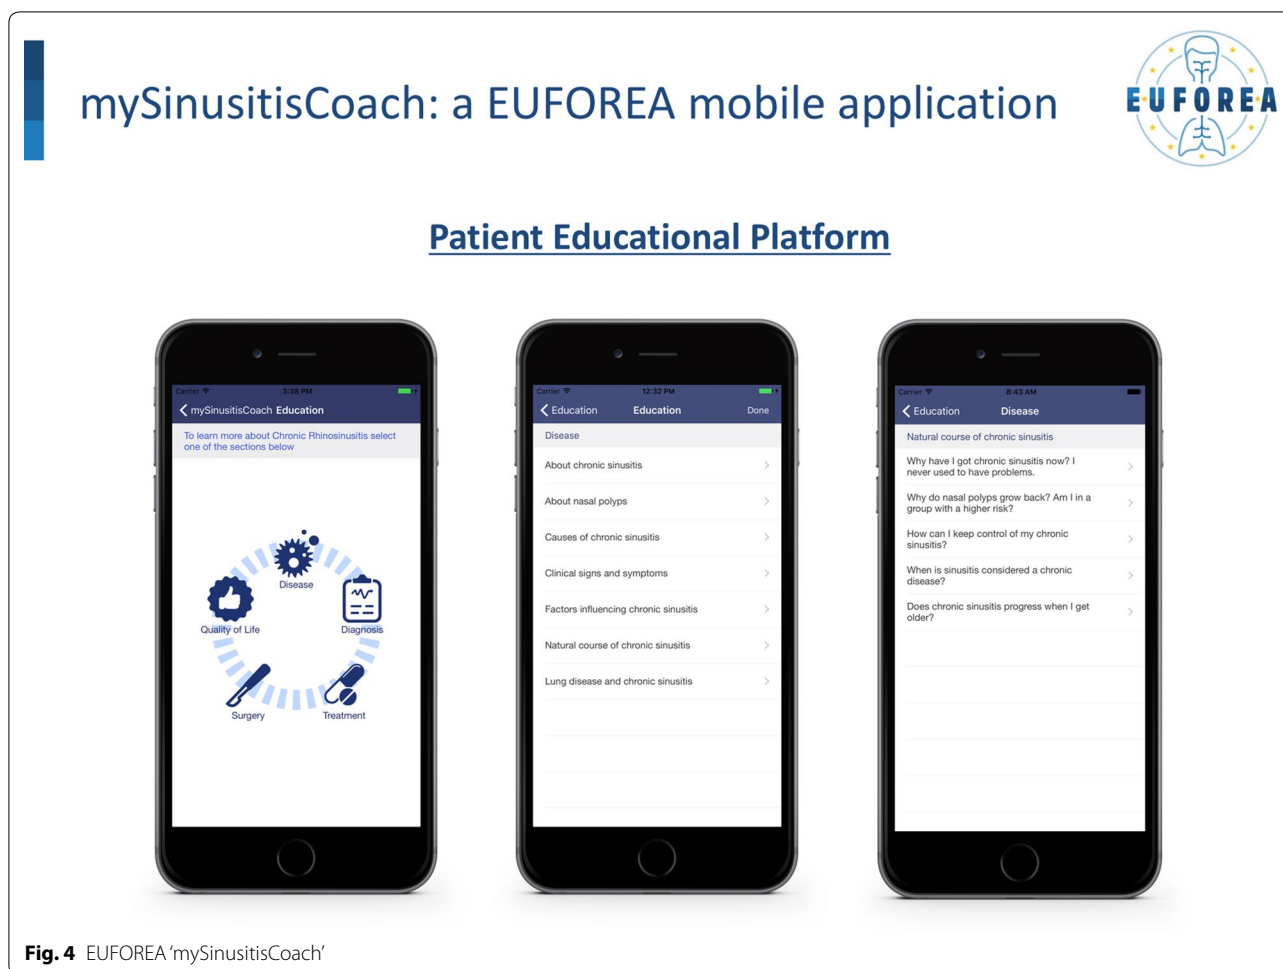 mySinusitisCoach: a EUFOREA mobile application
EUFOREA
Patient Educational Platform
Carrier 3:38 PM
mySinusitisCoach Education
To learn more about Chronic Rhinosinusitis select
one of the sections below
Disease
Quality of Life
Diagnosis
Surgery
Treatment
Carrier 12:32 PM
Education Education Done
Disease
About chronic sinusitis
About nasal polyps
Causes of chronic sinusitis
Clinical signs and symptoms
Factors influencing chronic sinusitis
Natural course of chronic sinusitis
Lung disease and chronic sinusitis
Carrier 8:43 AM
Education Disease
Natural course of chronic sinusitis
Why have I got chronic sinusitis now? I
never used to have problems.
Why do nasal polyps grow back? Am I in a
group with a higher risk?
How can I keep control of my chronic
sinusitis?
When is sinusitis considered a chronic
disease?
Does chronic sinusitis progress when I get
older?
Fig. 4 EUFOREA ‘mySinusitisCoach’